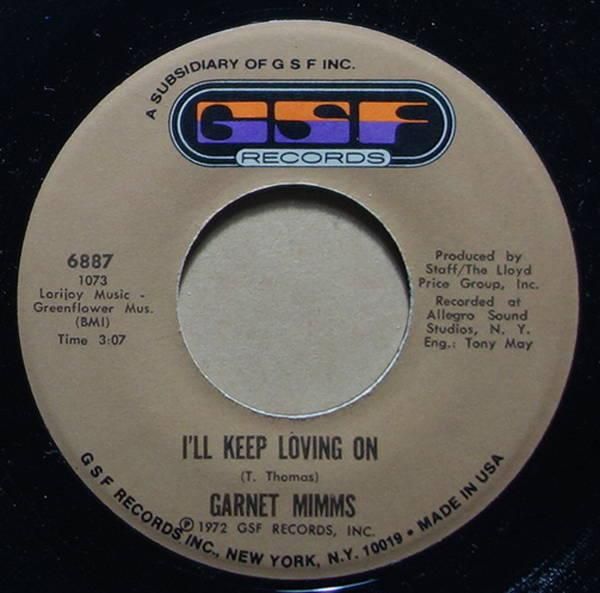 A SUBSIDIARY OF G S F INC.
GSF
RECORDS
6887
1073
Lorijoy Music -
Greenflower Mus.
(BMI)
Time 3:07
Produced by
Staff/The Lloyd
Price Group, Inc.
Recorded at
Allegro Sound
Studios, N. Y.
Eng.: Tony May
I'LL KEEP LOVING ON
(T. Thomas)
GARNET MIMMS
℗ 1972 GSF RECORDS, INC.
GSF RECORDS INC., NEW YORK, N.Y. 10019 • MADE IN USA